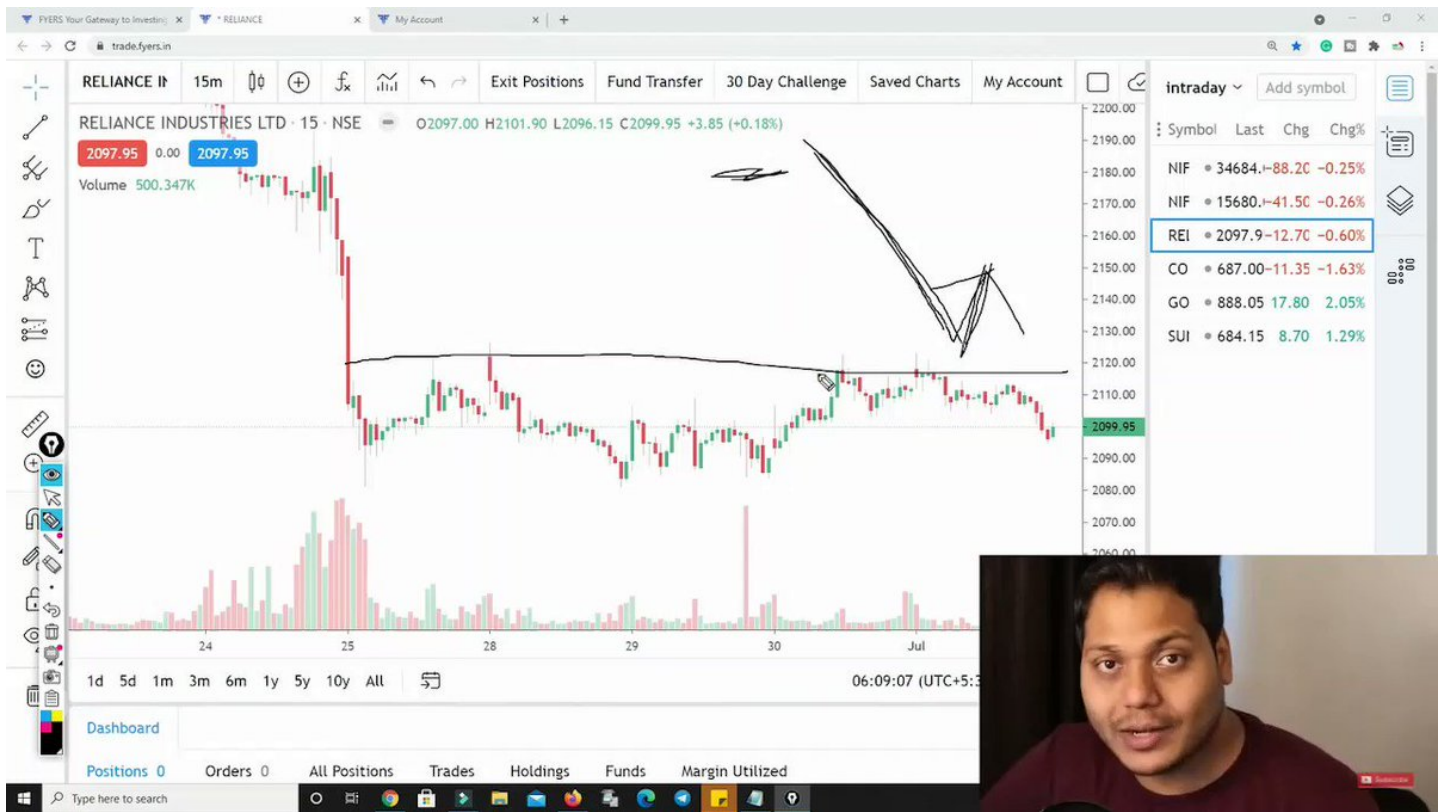 FYERS Your Gateway to Investing
* RELIANCE
My Account
trade.fyers.in
RELIANCE IN
15m
Exit Positions
Fund Transfer
30 Day Challenge
Saved Charts
My Account
intraday
Add symbol
RELIANCE INDUSTRIES LTD · 15 · NSE
O2097.00 H2101.90 L2096.15 C2099.95 +3.85 (+0.18%)
2097.95 0.00 2097.95
Volume 500.347K
Symbol Last Chg Chg%
NIF 34684. −88.20 −0.25%
NIF 15680. −41.50 −0.26%
REL 2097.9 −12.70 −0.60%
CO 687.00 −11.35 −1.63%
GO 888.05 17.80 2.05%
SUI 684.15 8.70 1.29%
2200.00
2190.00
2180.00
2170.00
2160.00
2150.00
2140.00
2130.00
2120.00
2110.00
2099.95
2090.00
2080.00
2070.00
2060.00
24 25 28 29 30 Jul
1d 5d 1m 3m 6m 1y 5y 10y All
06:09:07 (UTC+5:3
Dashboard
Positions 0
Orders 0
All Positions
Trades
Holdings
Funds
Margin Utilized
Type here to search